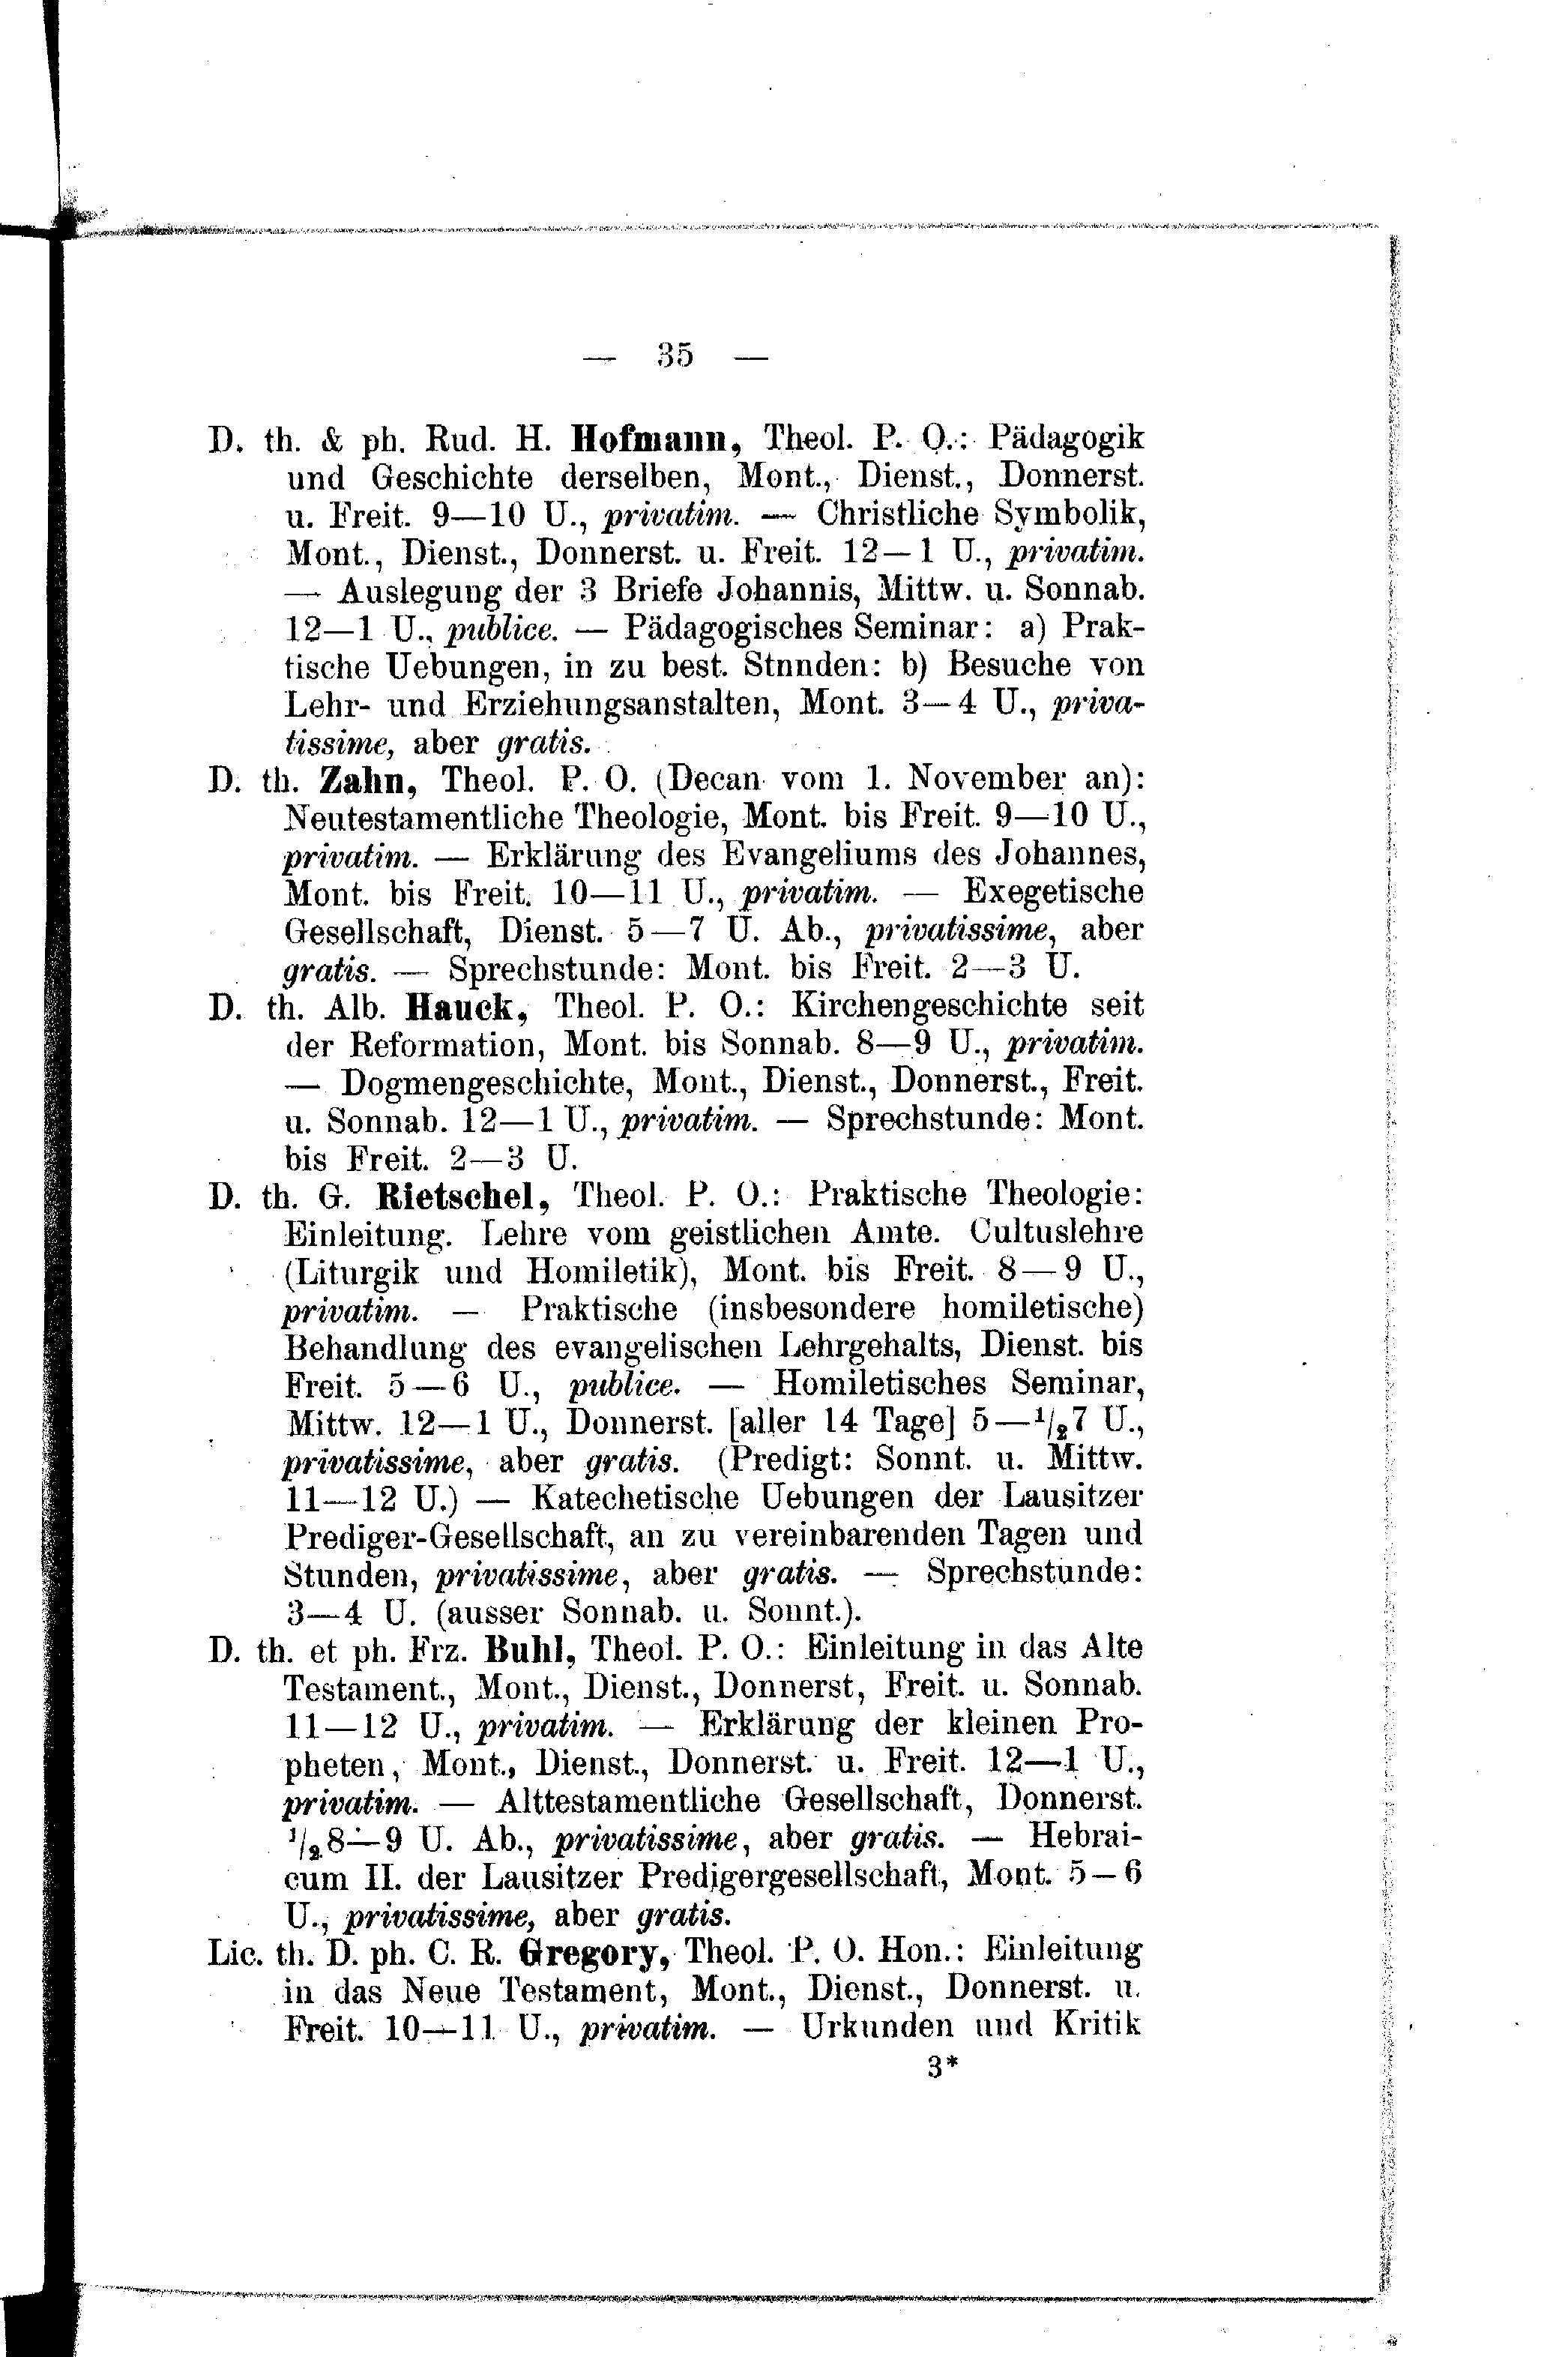 — 35 —
D. th. & ph. Rud. H. Hofmann, Theol. P. O.: Pädagogik
und Geschichte derselben, Mont., Dienst., Donnerst.
u. Freit. 9—10 U., privatim. — Christliche Symbolik,
Mont., Dienst., Donnerst. u. Freit. 12—1 U., privatim.
— Auslegung der 3 Briefe Johannis, Mittw. u. Sonnab.
12—1 U., publice. — Pädagogisches Seminar: a) Prak-
tische Uebungen, in zu best. Stnnden: b) Besuche von
Lehr- und Erziehungsanstalten, Mont. 3—4 U., priva-
tissime, aber gratis.
D. th. Zahn, Theol. P. O. (Decan vom 1. November an):
Neutestamentliche Theologie, Mont. bis Freit. 9—10 U.,
privatim. — Erklärung des Evangeliums des Johannes,
Mont. bis Freit. 10—11 U., privatim. — Exegetische
Gesellschaft, Dienst. 5—7 U. Ab., privatissime, aber
gratis. — Sprechstunde: Mont. bis Freit. 2—3 U.
D. th. Alb. Hauck, Theol. P. O.: Kirchengeschichte seit
der Reformation, Mont. bis Sonnab. 8—9 U., privatim.
— Dogmengeschichte, Mont., Dienst., Donnerst., Freit.
u. Sonnab. 12—1 U., privatim. — Sprechstunde: Mont.
bis Freit. 2—3 U.
D. th. G. Rietschel, Theol. P. O.: Praktische Theologie:
Einleitung. Lehre vom geistlichen Amte. Cultuslehre
(Liturgik und Homiletik), Mont. bis Freit. 8—9 U.,
privatim. — Praktische (insbesondere homiletische)
Behandlung des evangelischen Lehrgehalts, Dienst. bis
Freit. 5—6 U., publice. — Homiletisches Seminar,
Mittw. 12—1 U., Donnerst. [aller 14 Tage] 5—1/27 U.,
privatissime, aber gratis. (Predigt: Sonnt. u. Mittw.
11—12 U.) — Katechetische Uebungen der Lausitzer
Prediger-Gesellschaft, an zu vereinbarenden Tagen und
Stunden, privatissime, aber gratis. — Sprechstunde:
3—4 U. (ausser Sonnab. u. Sonnt.).
D. th. et ph. Frz. Buhl, Theol. P. O.: Einleitung in das Alte
Testament., Mont., Dienst., Donnerst, Freit. u. Sonnab.
11—12 U., privatim. — Erklärung der kleinen Pro-
pheten, Mont., Dienst., Donnerst. u. Freit. 12—1 U.,
privatim. — Alttestamentliche Gesellschaft, Donnerst.
1/28—9 U. Ab., privatissime, aber gratis. — Hebrai-
cum II. der Lausitzer Predigergesellschaft, Mont. 5—6
U., privatissime, aber gratis.
Lic. th. D. ph. C. R. Gregory, Theol. P. O. Hon.: Einleitung
in das Neue Testament, Mont., Dienst., Donnerst. u.
Freit. 10—11 U., privatim. — Urkunden und Kritik
3*